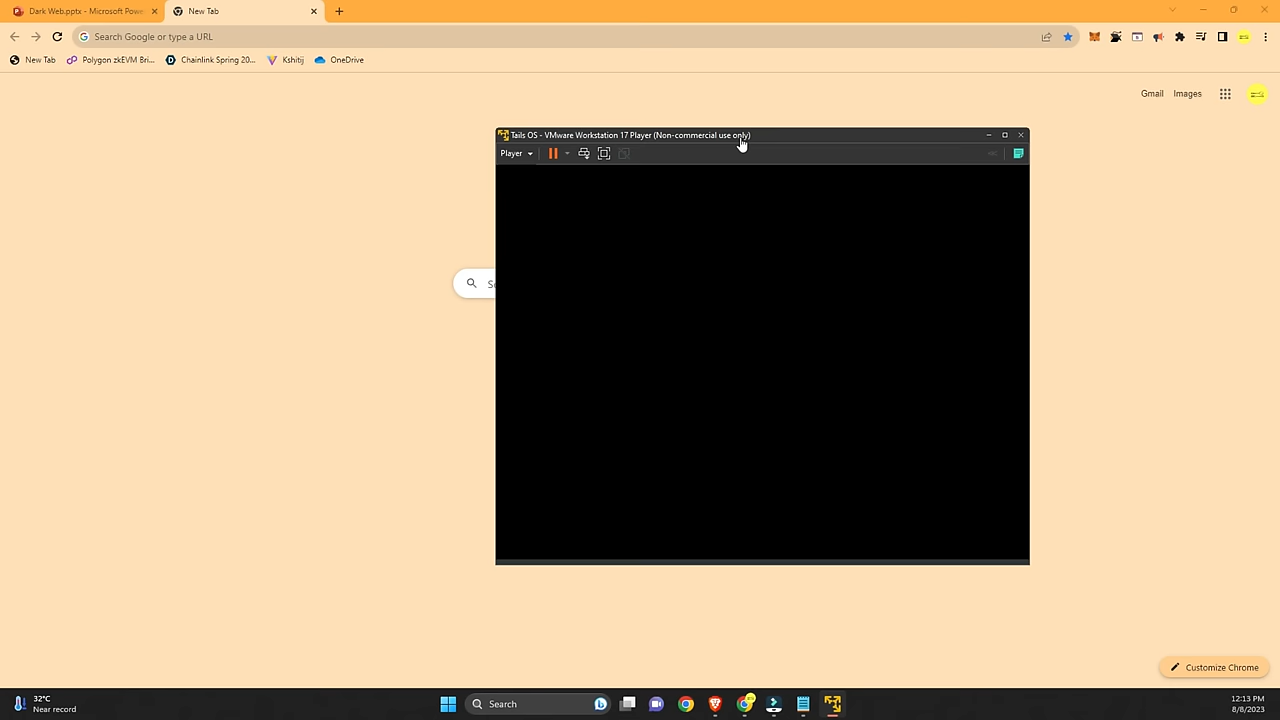 Dark Web.pptx - Microsoft Powe
New Tab
Search Google or type a URL
New Tab
Polygon zkEVM Bri...
Chainlink Spring 20...
Kshitij
OneDrive
Gmail
Images
Tails OS - VMware Workstation 17 Player (Non-commercial use only)
Player
Customize Chrome
32°C
Near record
Search
12:13 PM
8/8/2023